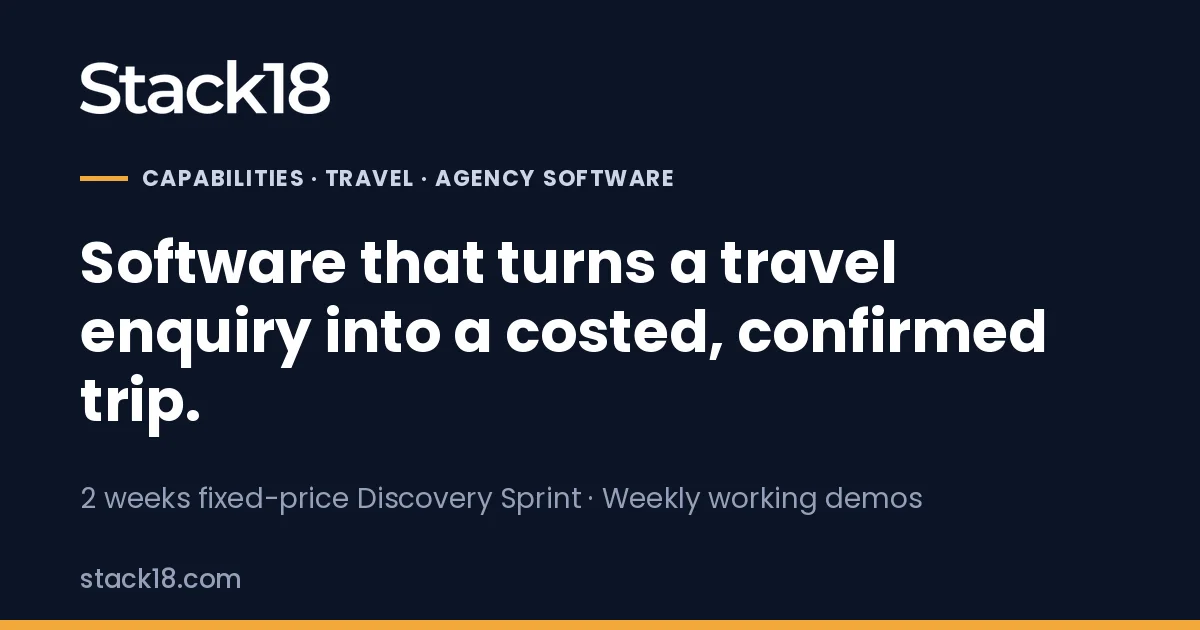 Stack18
CAPABILITIES · TRAVEL · AGENCY SOFTWARE
Software that turns a travel
enquiry into a costed, confirmed
trip.
2 weeks fixed-price Discovery Sprint · Weekly working demos
stack18.com